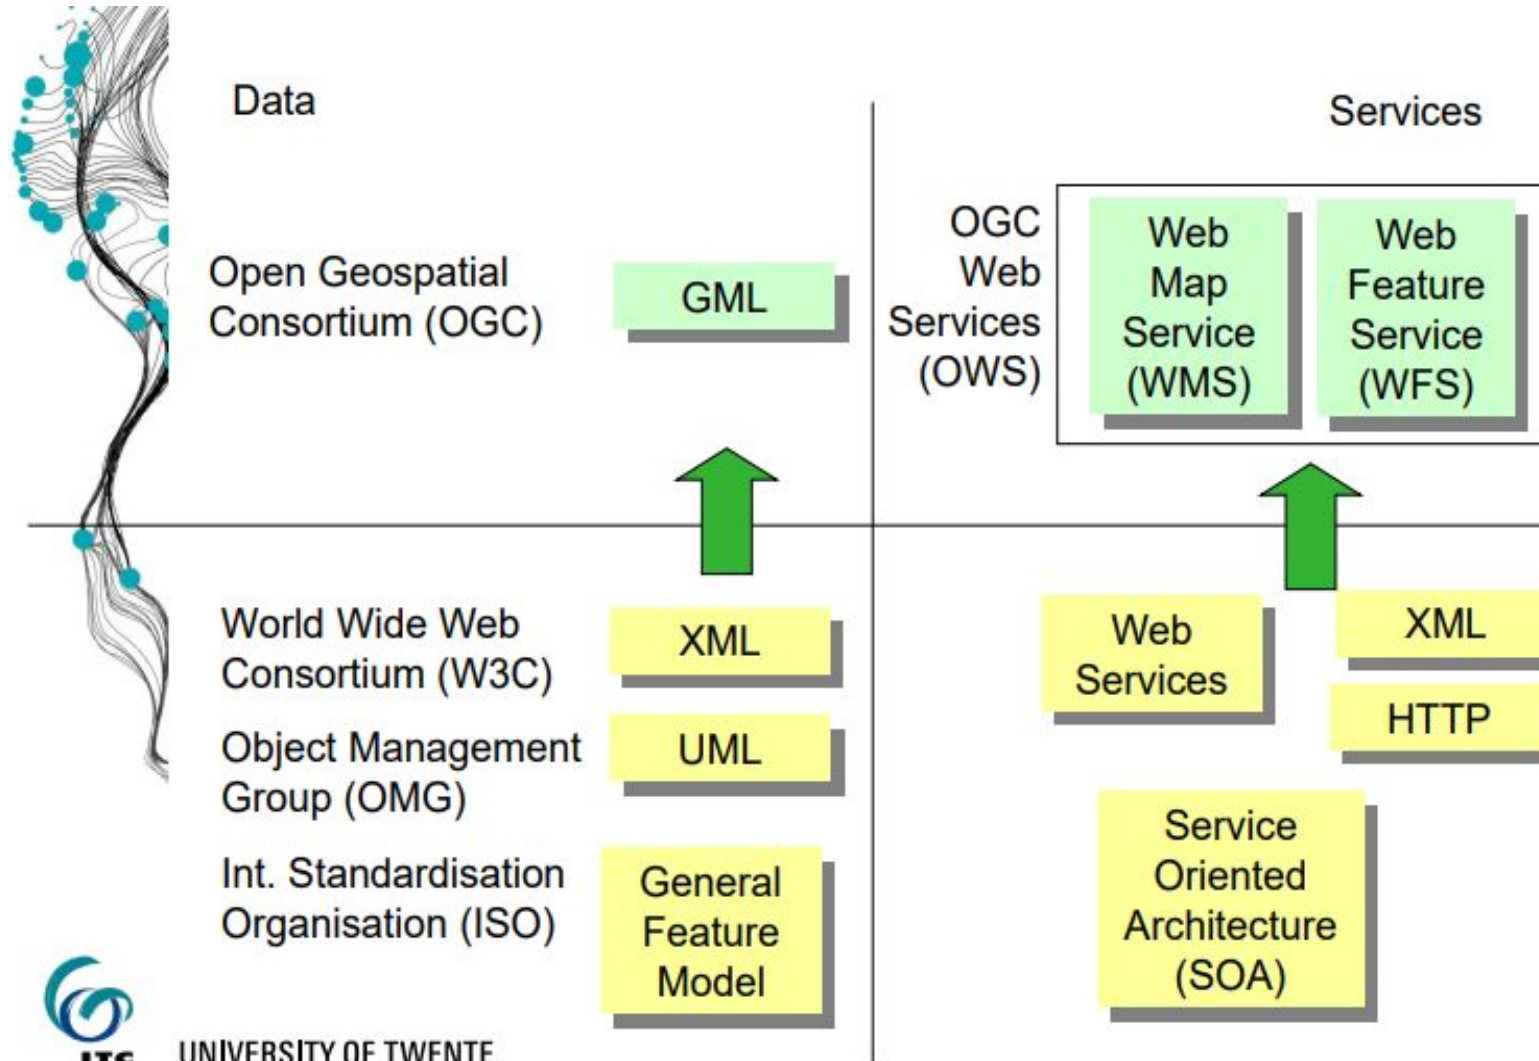 Data
Services
Open Geospatial
Consortium (OGC)
GML
OGC
Web
Services
(OWS)
Web
Map
Service
(WMS)
Web
Feature
Service
(WFS)
World Wide Web
Consortium (W3C)
XML
Object Management
Group (OMG)
UML
Int. Standardisation
Organisation (ISO)
General
Feature
Model
Web
Services
XML
HTTP
Service
Oriented
Architecture
(SOA)
ITC
UNIVERSITY OF TWENTE